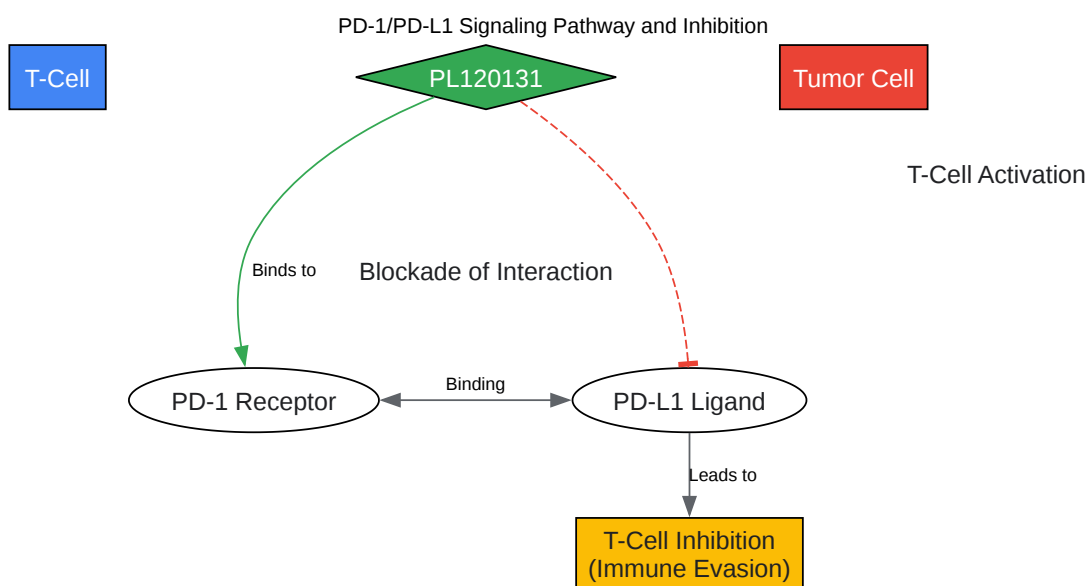 PD-1/PD-L1 Signaling Pathway and Inhibition
T-Cell
PL120131
Tumor Cell
T-Cell Activation
Binds to
Blockade of Interaction
PD-1 Receptor
Binding
PD-L1 Ligand
Leads to
T-Cell Inhibition
(Immune Evasion)